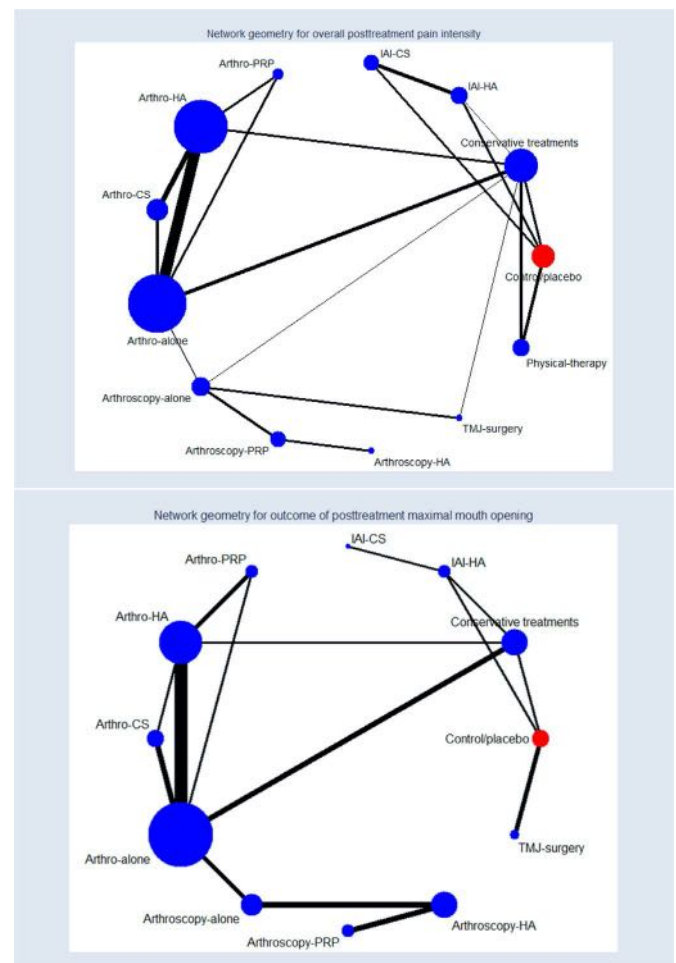 Network geometry for overall posttreatment pain intensity
IAI-CS
Arthro-PRP
IAI-HA
Arthro-HA
Conservative treatments
Arthro-CS
Control/placebo
Arthro-alone
Physical-therapy
Arthroscopy-alone
TMJ-surgery
Arthroscopy-PRP
Arthroscopy-HA
Network geometry for outcome of posttreatment maximal mouth opening
IAI-CS
Arthro-PRP
IAI-HA
Arthro-HA
Conservative treatments
Arthro-CS
Control/placebo
Arthro-alone
TMJ-surgery
Arthroscopy-alone
Arthroscopy-HA
Arthroscopy-PRP